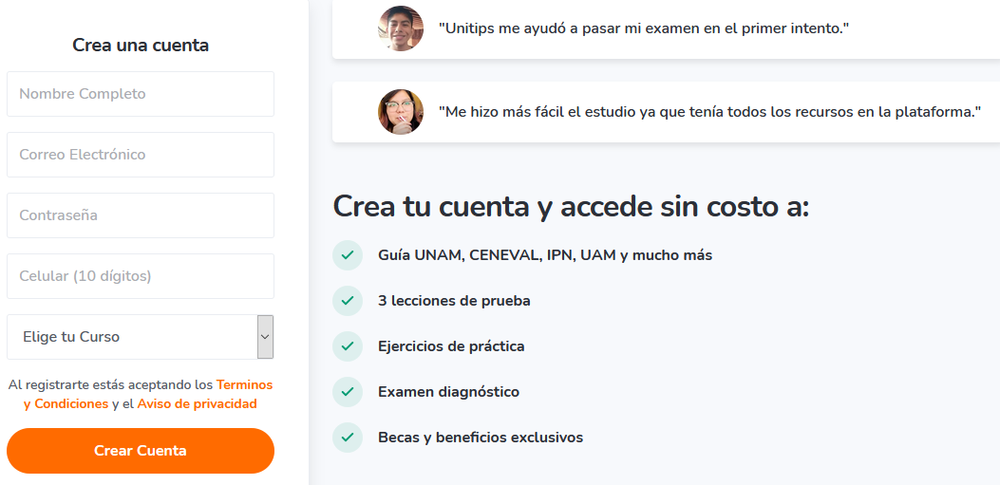 Crea una cuenta
Nombre Completo
Correo Electrónico
Contraseña
Celular (10 dígitos)
Elige tu Curso
Al registrarte estás aceptando los Terminos
y Condiciones y el Aviso de privacidad
Crear Cuenta
"Unitips me ayudó a pasar mi examen en el primer intento."
"Me hizo más fácil el estudio ya que tenía todos los recursos en la plataforma."
Crea tu cuenta y accede sin costo a:
Guía UNAM, CENEVAL, IPN, UAM y mucho más
3 lecciones de prueba
Ejercicios de práctica
Examen diagnóstico
Becas y beneficios exclusivos